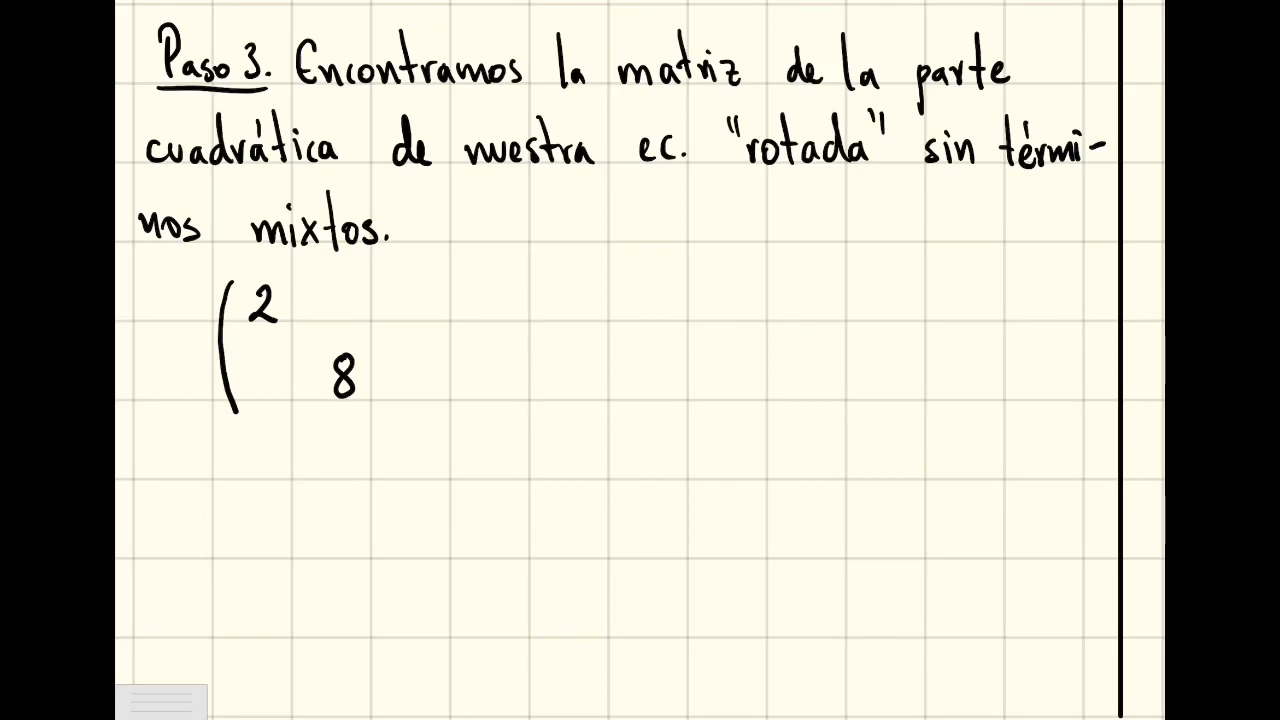 Paso 3. Encontramos la matriz de la parte
cuadrática de nuestra ec. "rotada" sin térmi-
nos mixtos.
( 2
8